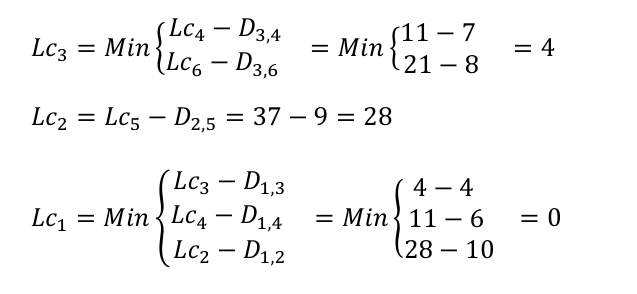 Lc₃ = Min { Lc₄ − D₃,₄ = Min { 11 − 7 = 4
Lc₆ − D₃,₆ 21 − 8
Lc₂ = Lc₅ − D₂,₅ = 37 − 9 = 28
Lc₃ − D₁,₃ 4 − 4
Lc₁ = Min { Lc₄ − D₁,₄ = Min { 11 − 6 = 0
Lc₂ − D₁,₂ 28 − 10